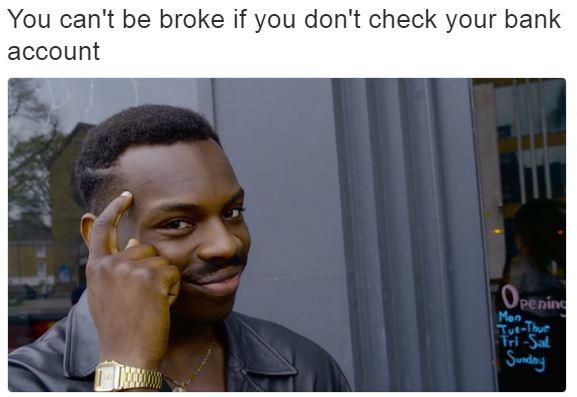 You can't be broke if you don't check your bank
account
Opening
Mon
Tue-Thur
Fri-Sat
Sunday